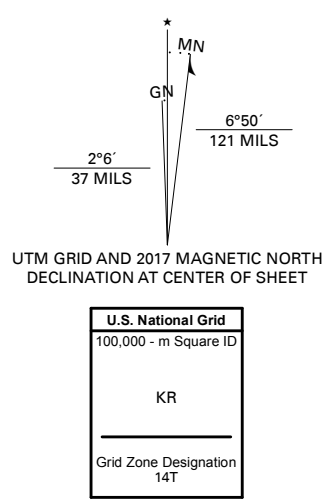 ★
MN
GN
6°50´
121 MILS
2°6´
37 MILS
UTM GRID AND 2017 MAGNETIC NORTH
DECLINATION AT CENTER OF SHEET
U.S. National Grid
100,000 - m Square ID
KR
Grid Zone Designation
14T